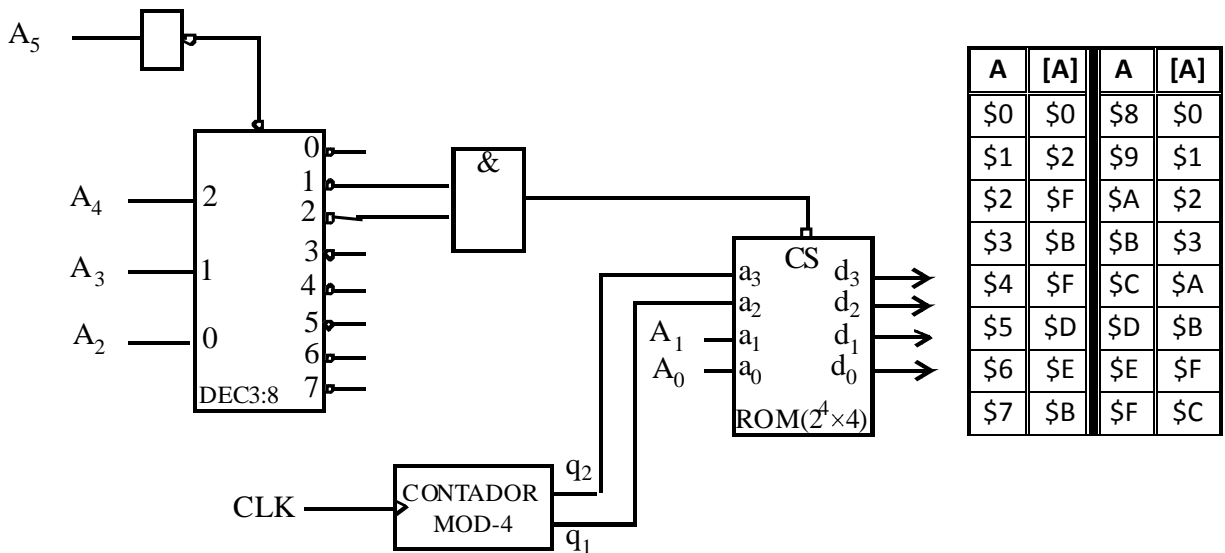 A5
A4
A3
A2
2
1
0
DEC3:8
0
1
2
3
4
5
6
7
&
CS
a3
a2
a1
a0
A1
A0
d3
d2
d1
d0
ROM(2^4×4)
CLK
CONTADOR
MOD-4
q2
q1
A [A] A [A]
$0 $0 $8 $0
$1 $2 $9 $1
$2 $F $A $2
$3 $B $B $3
$4 $F $C $A
$5 $D $D $B
$6 $E $E $F
$7 $B $F $C